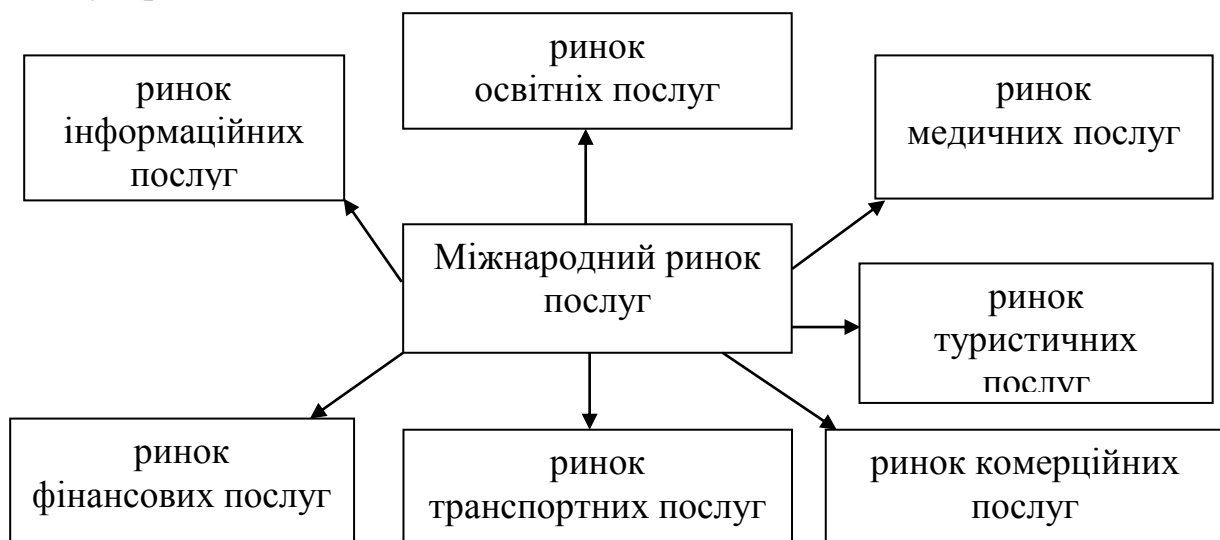 ринок
освітніх послуг
ринок
інформаційних
послуг
ринок
медичних послуг
Міжнародний ринок
послуг
ринок
туристичних
послуг
ринок
фінансових послуг
ринок
транспортних послуг
ринок комерційних
послуг